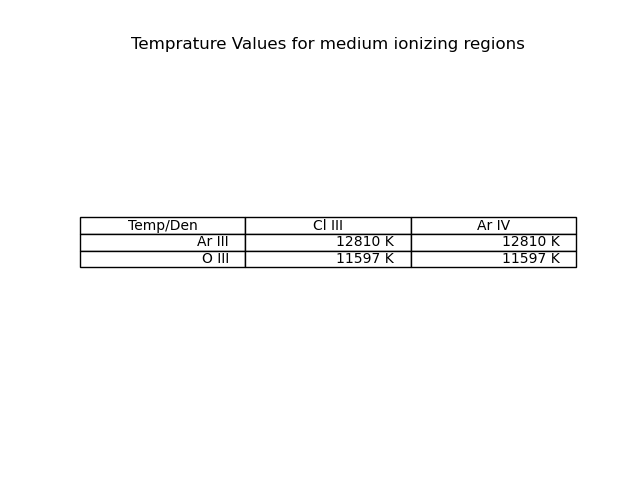 Temprature Values for medium ionizing regions
Temp/Den Cl III Ar IV
Ar III 12810 K 12810 K
O III 11597 K 11597 K